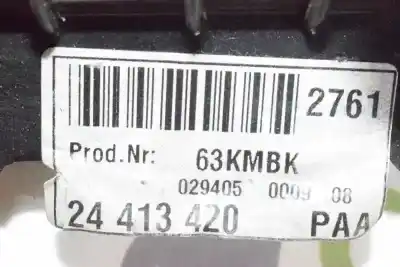 2761
Prod.Nr: 63KMBK
029405 0009 08
24 413 420 PAA